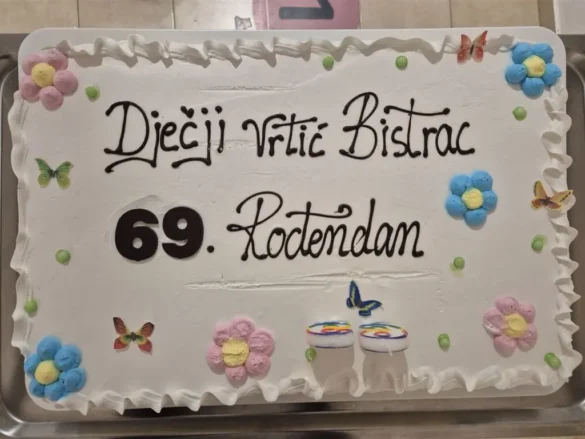 Dječji vrtić Bistrac
69. Rođendan